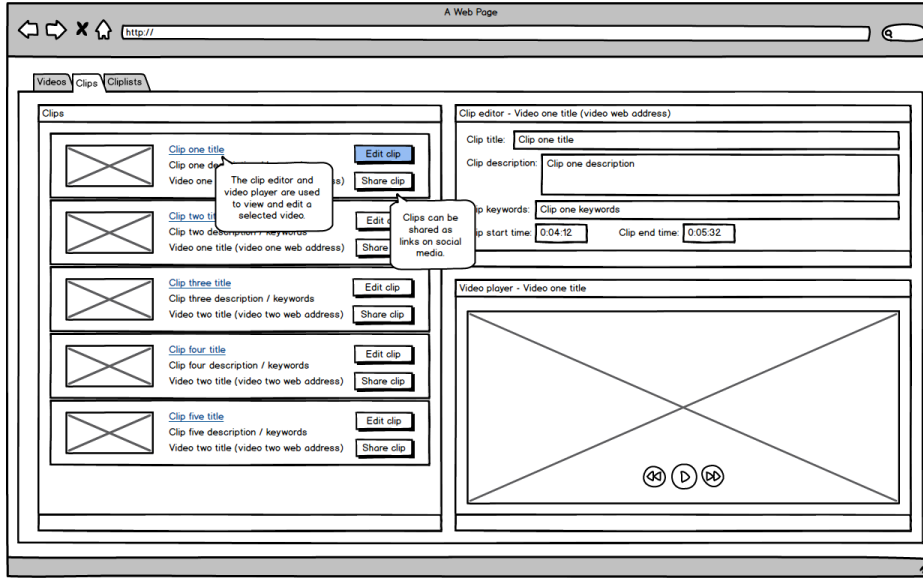 A Web Page
http://
Videos Clips Cliplists
Clips
Clip one title
Clip one
Video one
Edit clip
Share clip
The clip editor and
video player are used
to view and edit a
selected video.
Clips can be
shared as
links on social
media.
Clip two
Clip two description / keywords
Video one title (video one web address)
Edit
Share
Clip three title
Clip three description / keywords
Video two title (video two web address)
Edit clip
Share clip
Clip four title
Clip four description / keywords
Video two title (video two web address)
Edit clip
Share clip
Clip five title
Clip five description / keywords
Video two title (video two web address)
Edit clip
Share clip
Clip editor - Video one title (video web address)
Clip title: Clip one title
Clip description: Clip one description
keywords: Clip one keywords
start time: 0:04:12 Clip end time: 0:05:32
Video player - Video one title